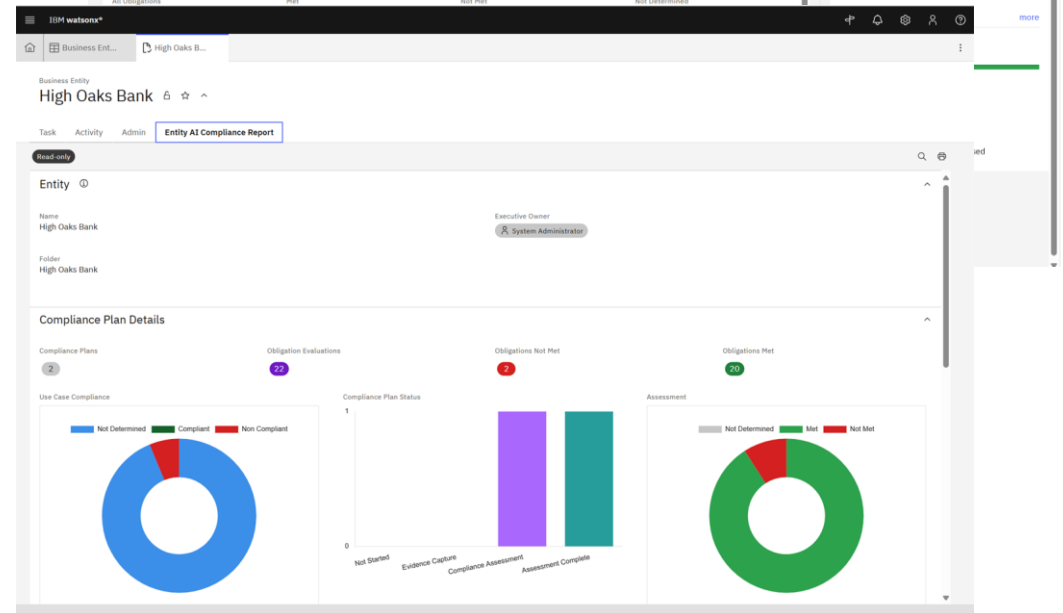 All Obligations Met Not Met Not Determined
IBM watsonx*
more
Business Ent...
High Oaks B...
Business Entity
High Oaks Bank
Task Activity Admin Entity AI Compliance Report
Read-only
Entity
Name
High Oaks Bank
Executive Owner
System Administrator
Folder
High Oaks Bank
Compliance Plan Details
Compliance Plans
2
Obligation Evaluations
22
Obligations Not Met
2
Obligations Met
20
Use Case Compliance
Not Determined Compliant Non Compliant
Compliance Plan Status
1
0
Not Started
Evidence Capture
Compliance Assessment
Assessment Complete
Assessment
Not Determined Met Not Met